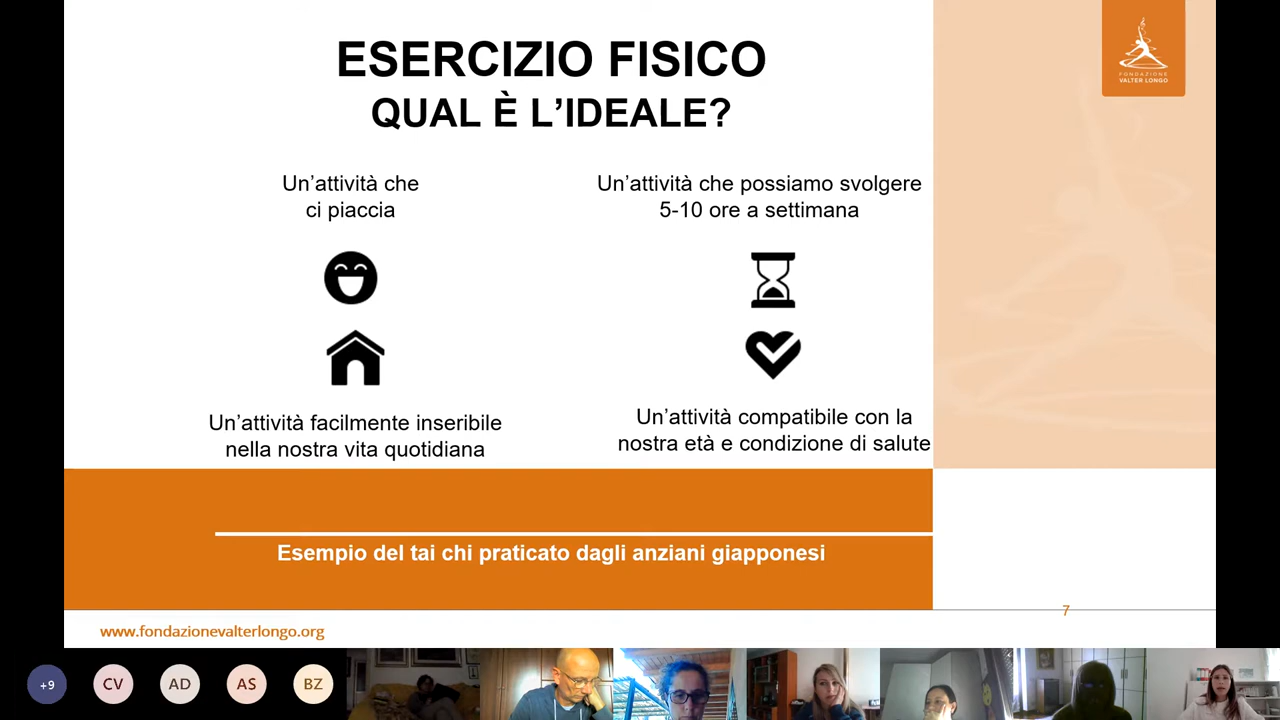 ESERCIZIO FISICO
QUAL È L'IDEALE?
FONDAZIONE
VALTER LONGO
Un'attività che
ci piaccia
Un'attività che possiamo svolgere
5-10 ore a settimana
Un'attività facilmente inseribile
nella nostra vita quotidiana
Un'attività compatibile con la
nostra età e condizione di salute
Esempio del tai chi praticato dagli anziani giapponesi
7
www.fondazionevalterlongo.org
+9
CV
AD
AS
BZ